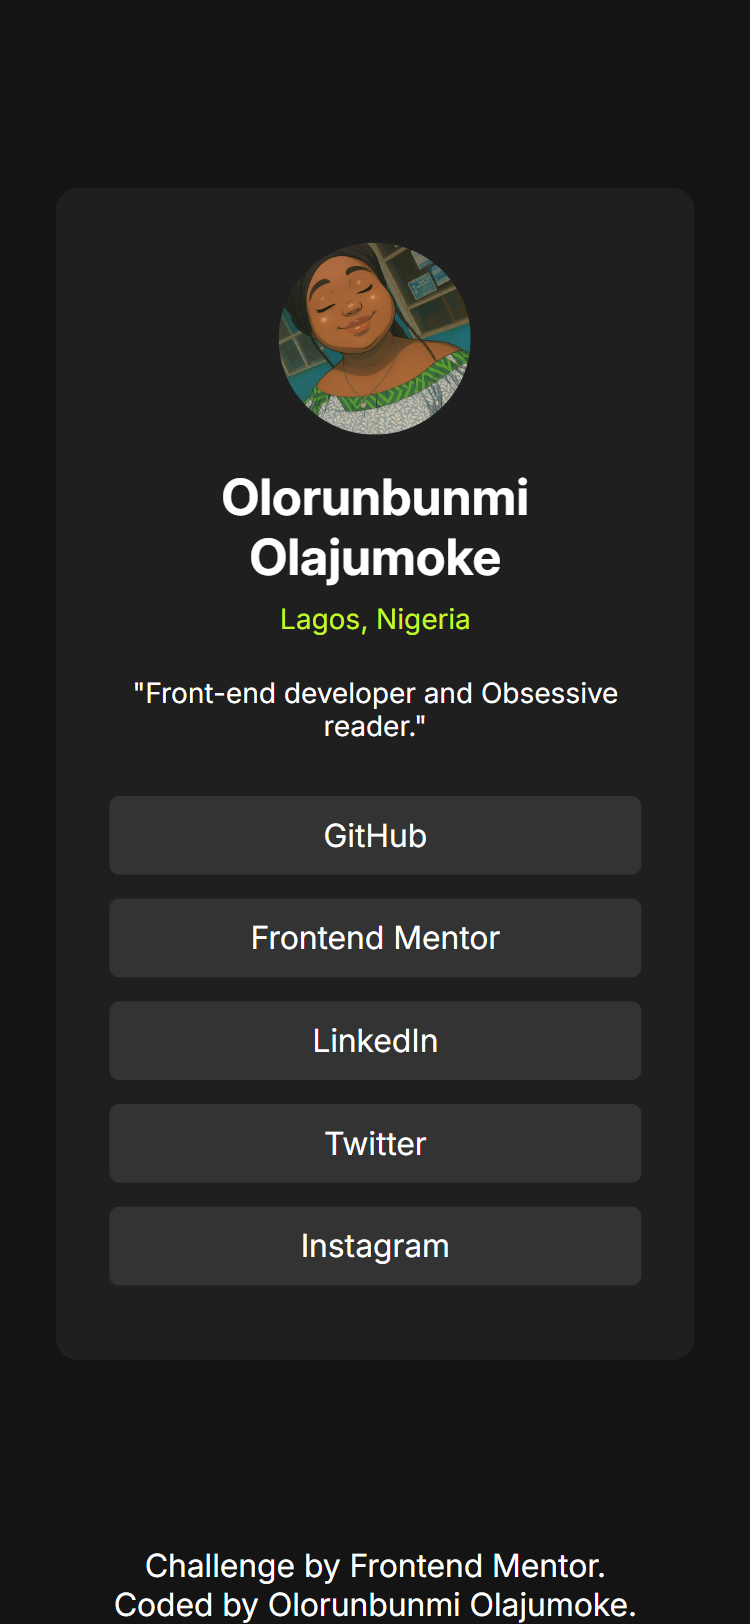 Olorunbunmi
Olajumoke
Lagos, Nigeria
"Front-end developer and Obsessive
reader."
GitHub
Frontend Mentor
LinkedIn
Twitter
Instagram
Challenge by Frontend Mentor.
Coded by Olorunbunmi Olajumoke.